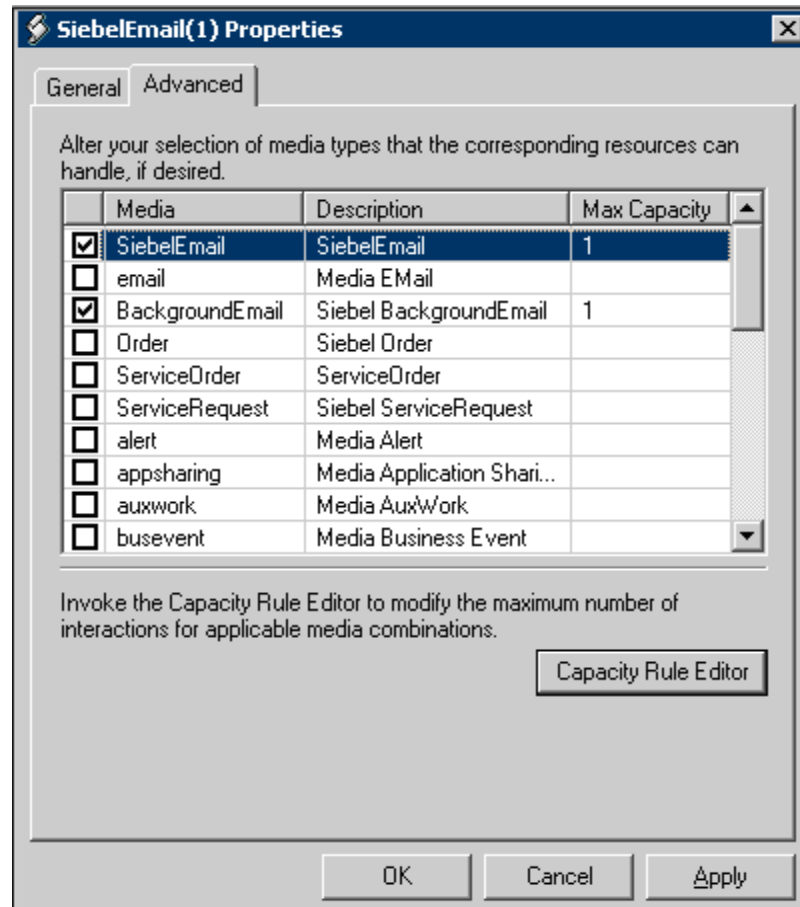 SiebelEmail(1) Properties
General Advanced
Alter your selection of media types that the corresponding resources can
handle, if desired.
Media Description Max Capacity
SiebelEmail SiebelEmail 1
email Media EMail
BackgroundEmail Siebel BackgroundEmail 1
Order Siebel Order
ServiceOrder ServiceOrder
ServiceRequest Siebel ServiceRequest
alert Media Alert
appsharing Media Application Shari...
auxwork Media AuxWork
busevent Media Business Event
Invoke the Capacity Rule Editor to modify the maximum number of
interactions for applicable media combinations.
Capacity Rule Editor
OK Cancel Apply